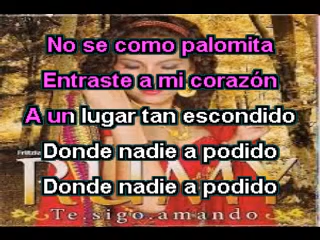 No se como palomita
Entraste a mi corazón
A un lugar tan escondido
Donde nadie a podido
Donde nadie a podido
RUMY
Te sigo amando